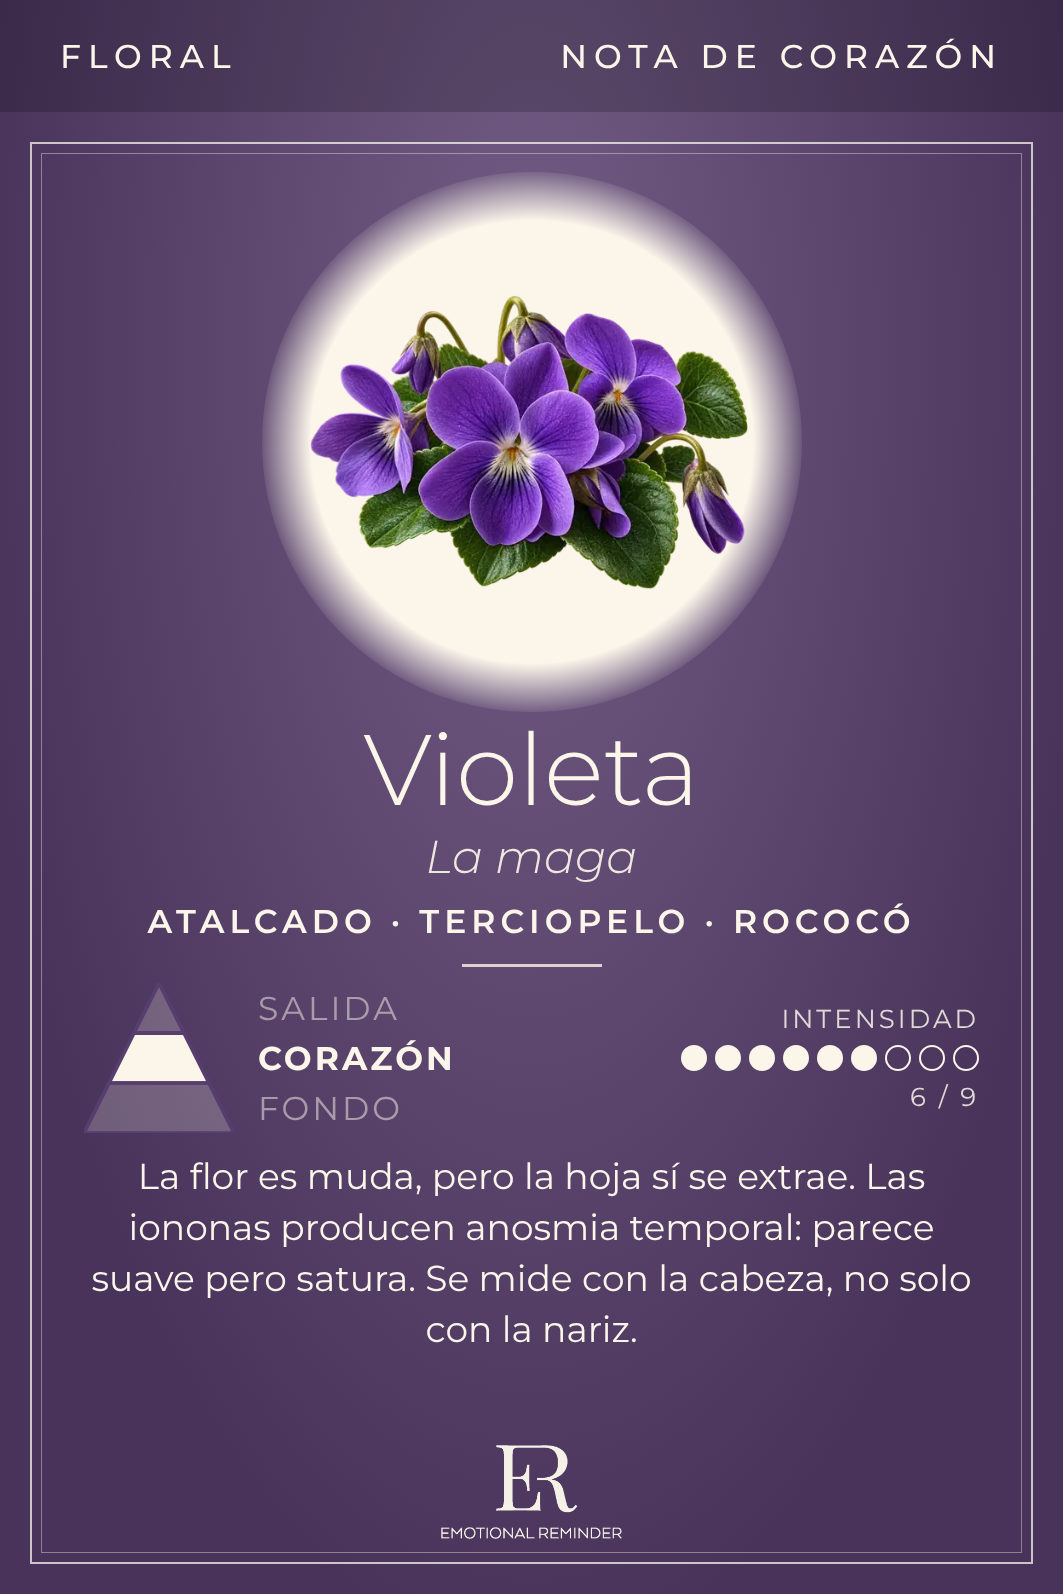 FLORAL
NOTA DE CORAZÓN
Violeta
La maga
ATALCADO · TERCIOPELO · ROCOCÓ
SALIDA
CORAZÓN
FONDO
INTENSIDAD
6 / 9
La flor es muda, pero la hoja sí se extrae. Las
iononas producen anosmia temporal: parece
suave pero satura. Se mide con la cabeza, no solo
con la nariz.
ER
EMOTIONAL REMINDER